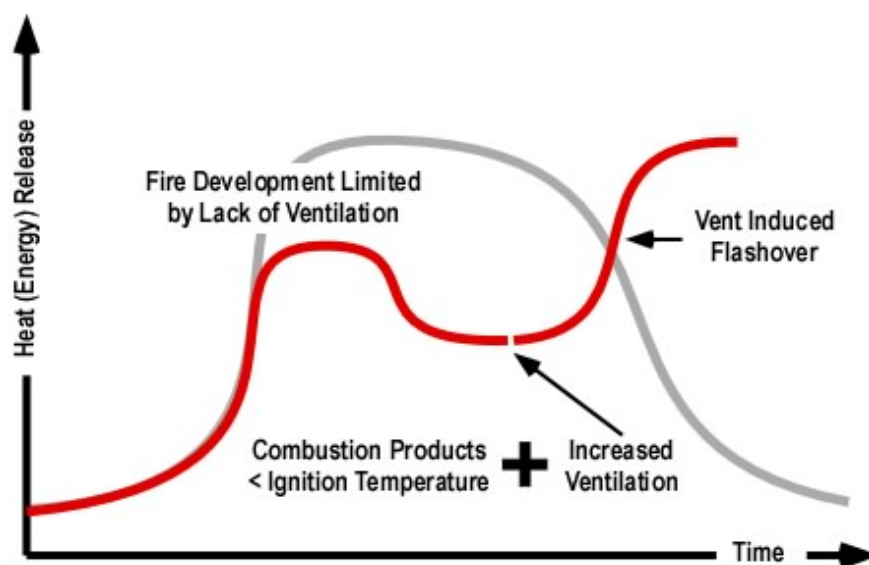 Heat (Energy) Release
Fire Development Limited
by Lack of Ventilation
Vent Induced
Flashover
Combustion Products
< Ignition Temperature
+
Increased
Ventilation
Time